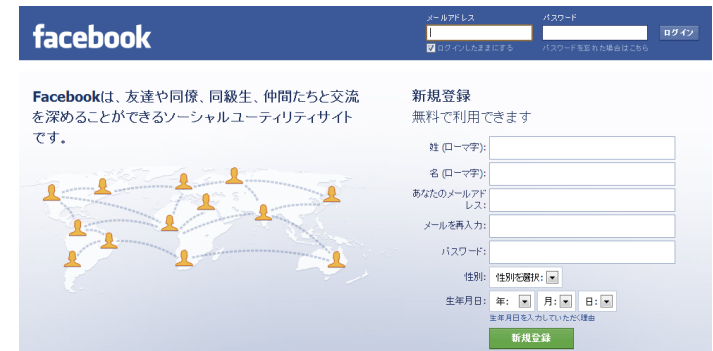 facebook
メールアドレス
パスワード
ログイン
ログインしたままにする
パスワードを忘れた場合はこちら
Facebookは、友達や同僚、同級生、仲間たちと交流
を深めることができるソーシャルユーティリティサイト
です。
新規登録
無料で利用できます
姓 (ローマ字):
名 (ローマ字):
あなたのメールアド
レス:
メールを再入力:
パスワード:
性別: 性別を選択:
生年月日: 年: 月: 日:
生年月日を入力していただく理由
新規登録